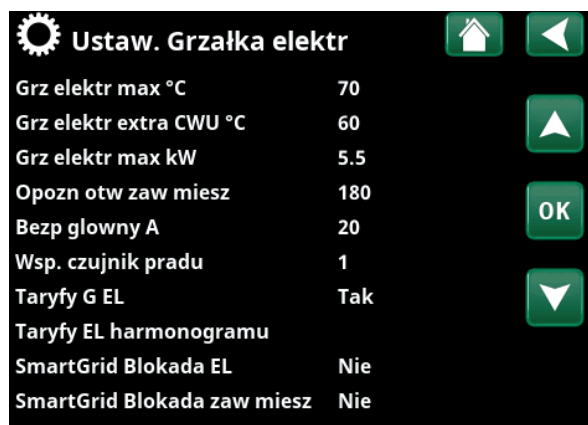 Ustaw. Grzałka elektr
Grz elektr max °C 70
Grz elektr extra CWU °C 60
Grz elektr max kW 5.5
Opozn otw zaw miesz 180
OK
Bezp glowny A 20
Wsp. czujnik pradu 1
Taryfy G EL Tak
Taryfy EL harmonogramu
SmartGrid Blokada EL Nie
SmartGrid Blokada zaw miesz Nie